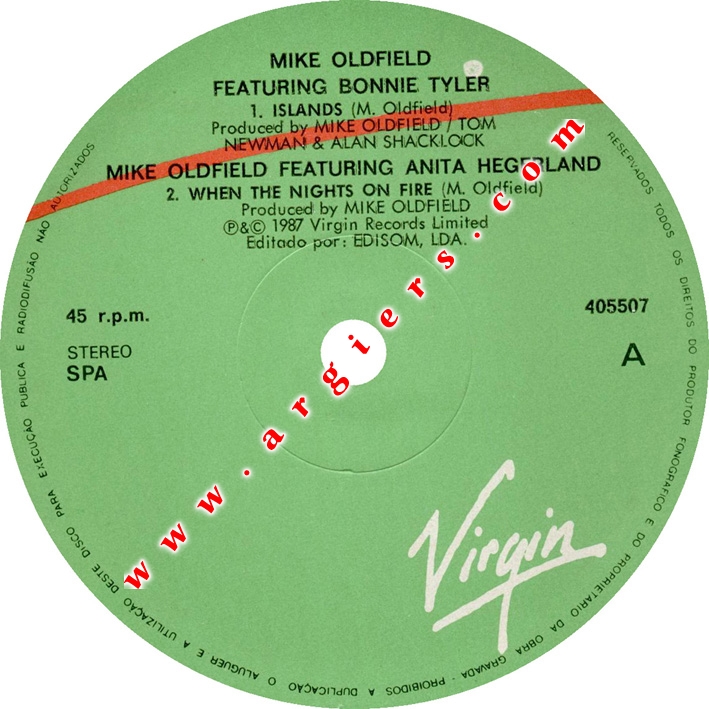 MIKE OLDFIELD
FEATURING BONNIE TYLER
1. ISLANDS (M. Oldfield)
Produced by MIKE OLDFIELD / TOM
NEWMAN & ALAN SHACKLOCK
MIKE OLDFIELD FEATURING ANITA HEGERLAND
2. WHEN THE NIGHTS ON FIRE (M. Oldfield)
Produced by MIKE OLDFIELD
℗&© 1987 Virgin Records Limited
Editado por: EDISOM, LDA.
45 r.p.m.
STEREO
SPA
405507
A
Virgin
RESERVADOS TODOS OS DIREITOS DO PRODUTOR FONOGRAFICO E DO PROPRIETARIO DA OBRA GRAVADA - PROIBIDOS A DUPLICAÇÃO O ALUGUER E A UTILIZAÇÃO DESTE DISCO PARA EXECUÇÃO PUBLICA E RADIODIFUSÃO NÃO AUTORIZADOS
www.argiers.com